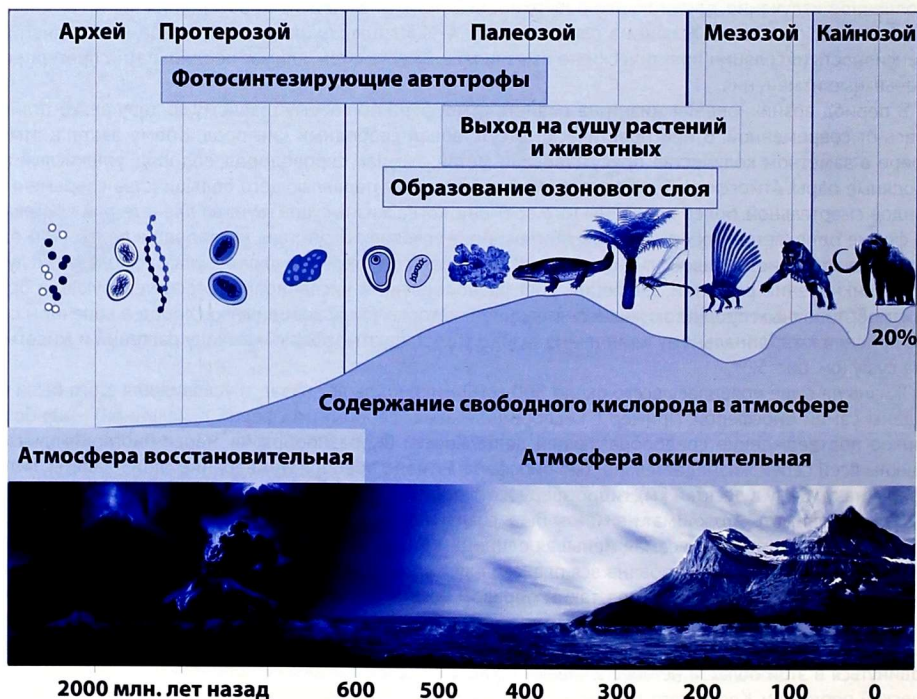 Архей Протерозой Палеозой Мезозой Кайнозой
Фотосинтезирующие автотрофы
Выход на сушу растений
и животных
Образование озонового слоя
20%
Содержание свободного кислорода в атмосфере
Атмосфера восстановительная Атмосфера окислительная
2000 млн. лет назад 600 500 400 300 200 100 0